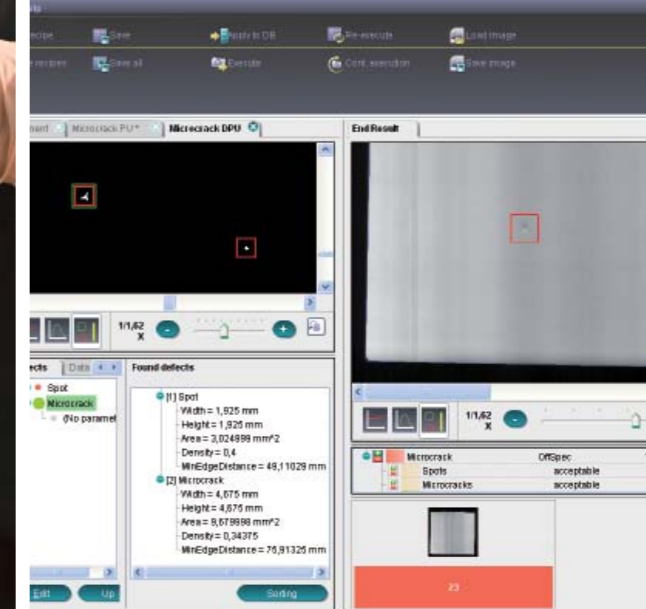 Save
Apply to DB
Re-execute
Load image
Save all
Execute
Cont. execution
Save image
Microcrack PU*
Microcrack DPU
End Result
1/1,62
X
Data
Found defects
Spot
Microcrack
(No paramet
[1] Spot
Width = 1,925 mm
Height = 1,925 mm
Area = 3,024999 mm^2
Density = 0,4
MinEdgeDistance = 49,11029 mm
[2] Microcrack
Width = 4,675 mm
Height = 4,675 mm
Area = 9,679998 mm^2
Density = 0,34375
MinEdgeDistance = 75,91325 mm
Edit
Up
Sorting
1/1,62
X
Microcrack OffSpec
Spots acceptable
Microcracks acceptable
23